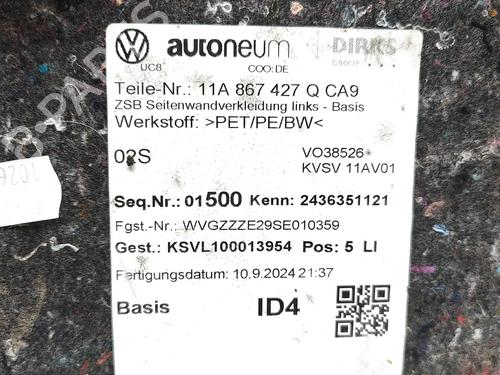 UC8
autoneum
DIRKS
GROUP
COO:DE
Teile-Nr.: 11A 867 427 Q CA9
ZSB Seitenwandverkleidung links - Basis
Werkstoff: >PET/PE/BW<
02S
VO38526
KVSV 11AV01
Seq.Nr.: 01500 Kenn: 2436351121
Fgst.-Nr.: WVGZZZE29SE010359
Gest.: KSVL100013954 Pos: 5 LI
Fertigungsdatum: 10.9.2024 21:37
Basis
ID4